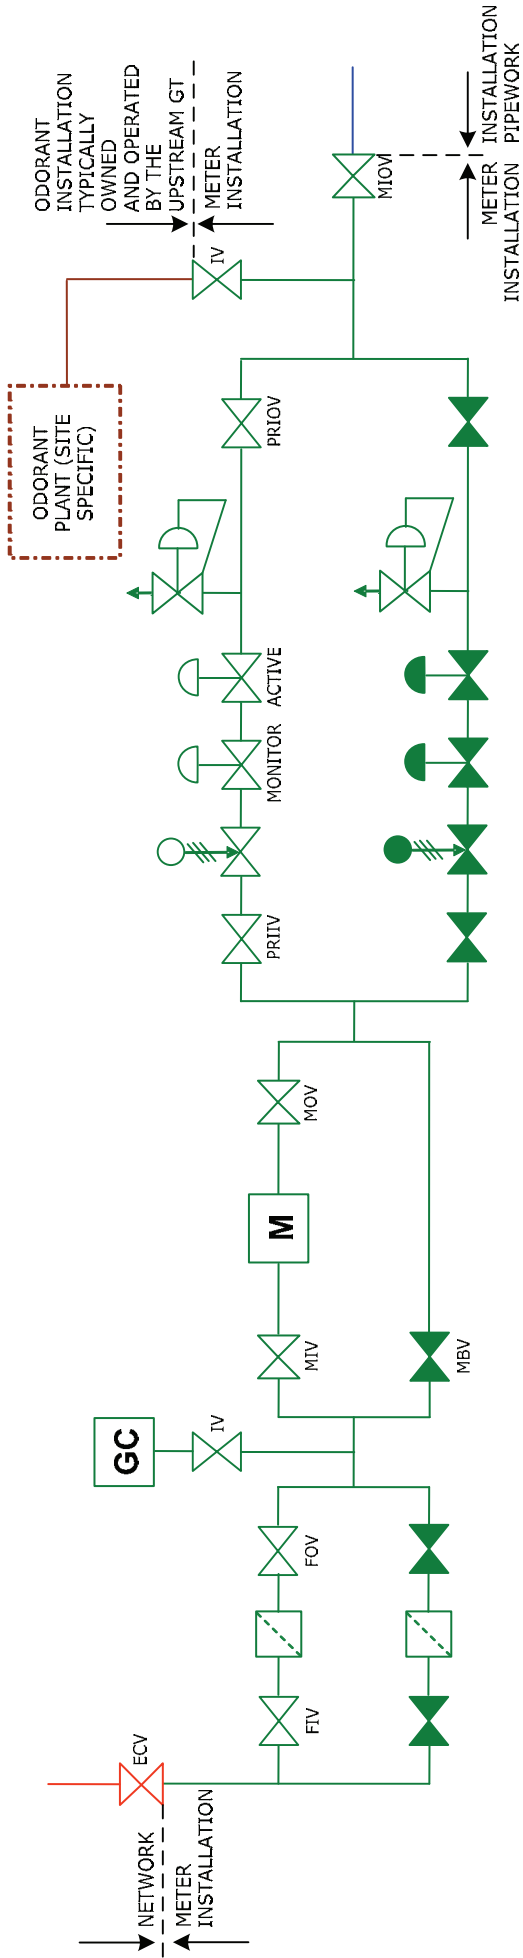 NETWORK
METER
INSTALLATION
ECV
FIV
FOV
GC
IV
MIV
M
MOV
MBV
PRIIV
MONITOR
ACTIVE
PRIOV
ODORANT
PLANT (SITE
SPECIFIC)
IV
ODORANT
INSTALLATION
TYPICALLY
OWNED
AND OPERATED
BY THE
UPSTREAM GT
METER
INSTALLATION
MIOV
METER
INSTALLATION
INSTALLATION
PIPEWORK